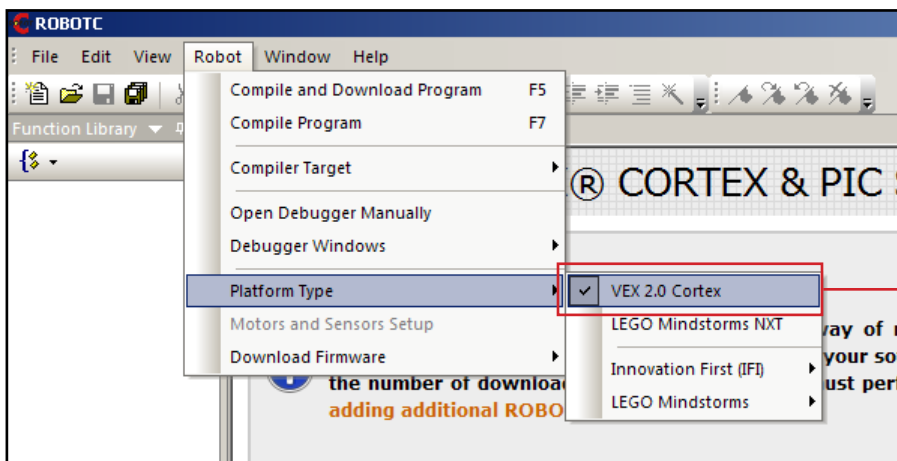 ROBOTC
File Edit View Robot Window Help
Function Library
Compile and Download Program F5
Compile Program F7
Compiler Target
Open Debugger Manually
Debugger Windows
Platform Type
Motors and Sensors Setup
Download Firmware
VEX 2.0 Cortex
LEGO Mindstorms NXT
Innovation First (IFI)
LEGO Mindstorms
® CORTEX & PIC
way of
your so
the number of downloa
ust perf
adding additional ROBO